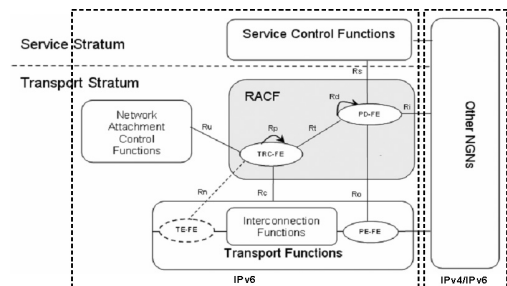 Service Stratum
Service Control Functions
Transport Stratum
Rs
RACF
Rd
PD-FE
Ri
Network
Attachment
Control
Functions
Ru
Rp
Rt
TRC-FE
Other NGNs
Rn
Rc
Ro
TE-FE
Interconnection
Functions
PE-FE
Transport Functions
IPv6
IPv4/IPv6